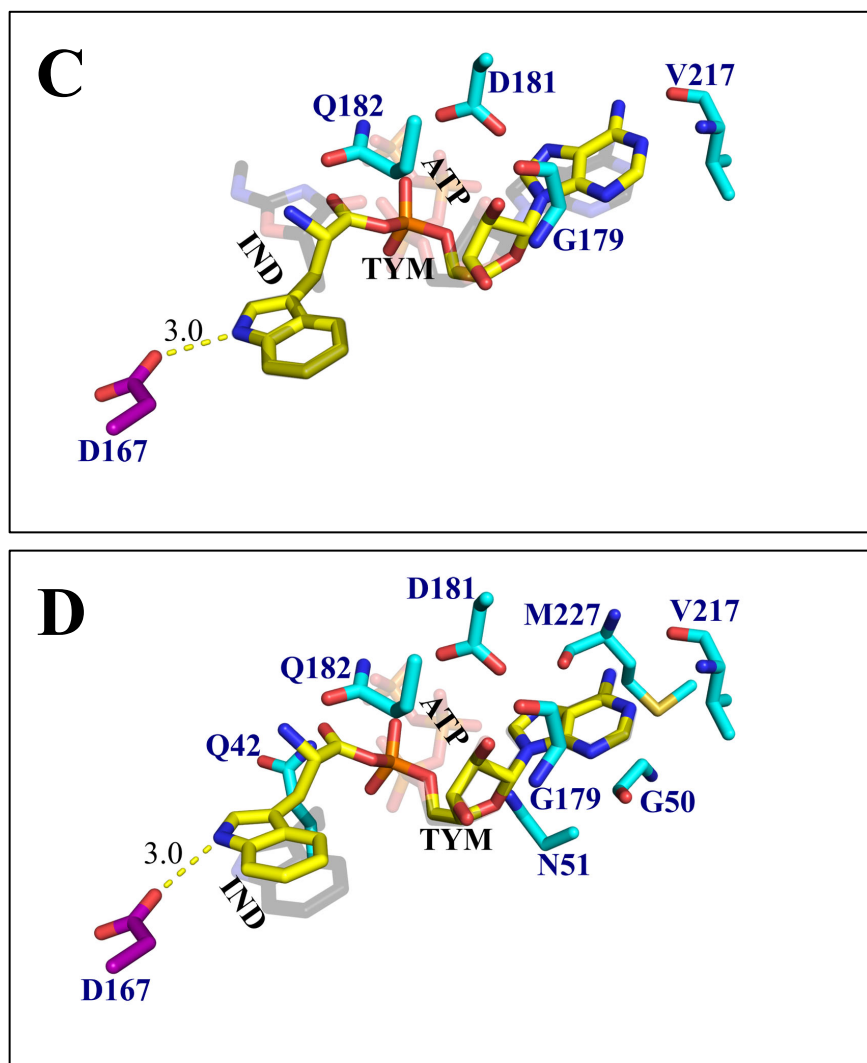 C
D181
V217
Q182
ATP
G179
IND
TYM
3.0
D167
D
D181
M227
V217
Q182
ATP
Q42
G179
G50
TYM
N51
3.0
IND
D167